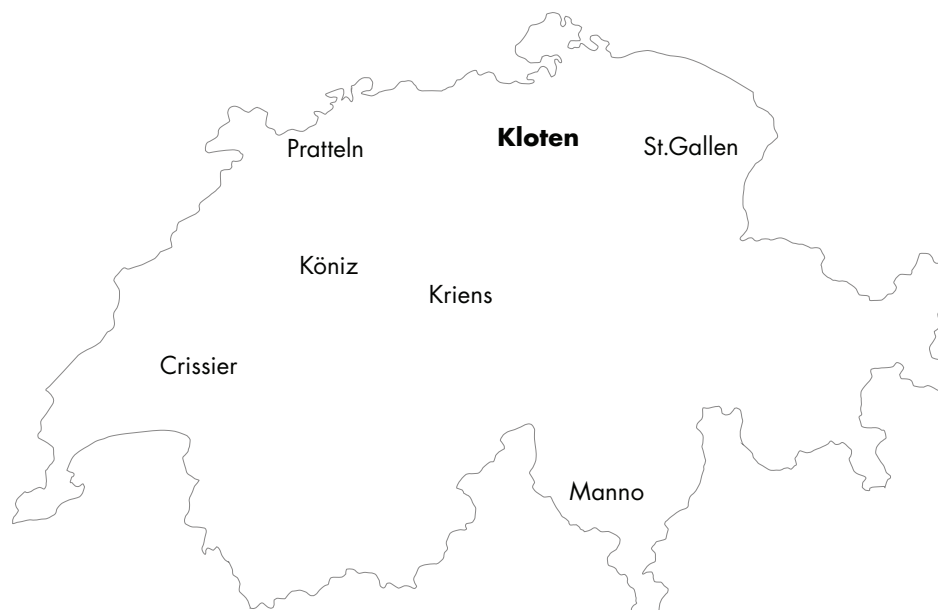 Kloten
Pratteln
St.Gallen
Köniz
Kriens
Crissier
Manno